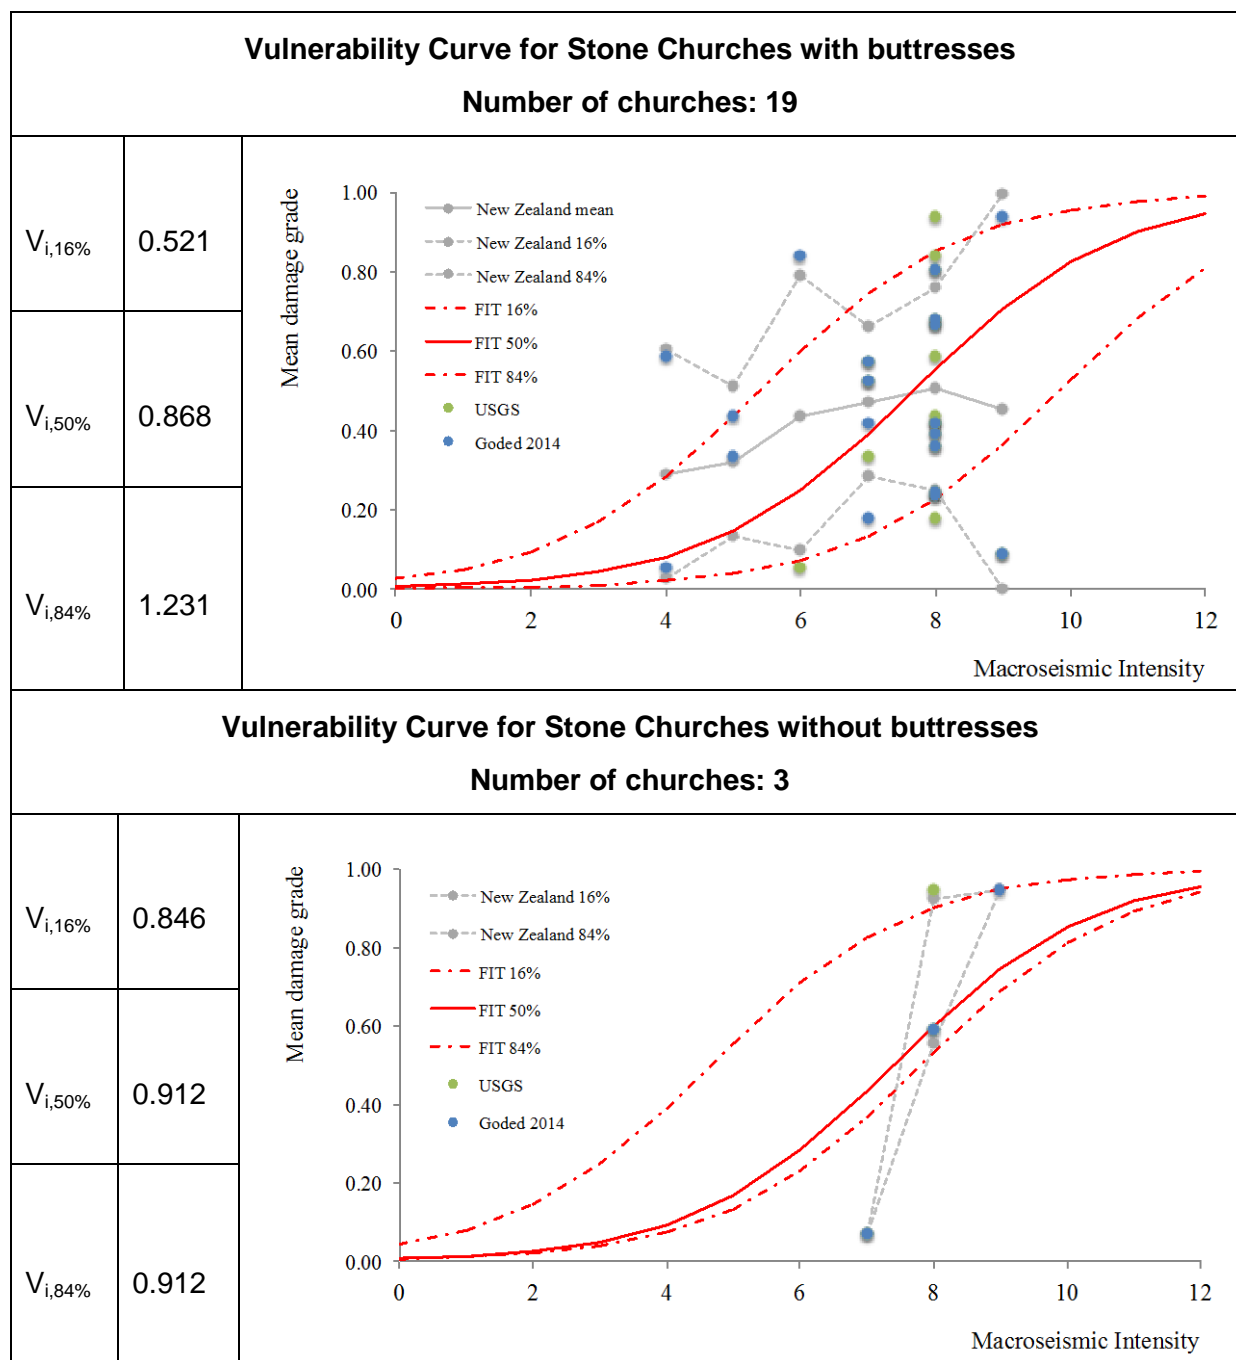 Vulnerability Curve for Stone Churches with buttresses
Number of churches: 19
Vi,16%
0.521
Vi,50%
0.868
Vi,84%
1.231
Mean damage grade
1.00
0.80
0.60
0.40
0.20
0.00
New Zealand mean
New Zealand 16%
New Zealand 84%
FIT 16%
FIT 50%
FIT 84%
USGS
Goded 2014
0 2 4 6 8 10 12
Macroseismic Intensity
Vulnerability Curve for Stone Churches without buttresses
Number of churches: 3
Vi,16%
0.846
Vi,50%
0.912
Vi,84%
0.912
Mean damage grade
1.00
0.80
0.60
0.40
0.20
0.00
New Zealand 16%
New Zealand 84%
FIT 16%
FIT 50%
FIT 84%
USGS
Goded 2014
0 2 4 6 8 10 12
Macroseismic Intensity